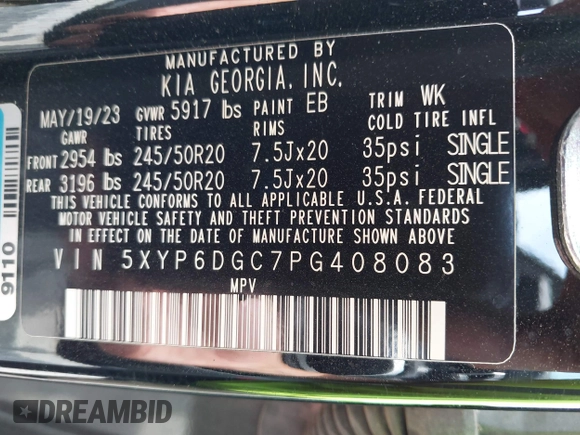 MANUFACTURED BY
KIA GEORGIA, INC.
MAY/19/23 GVWR 5917 lbs PAINT EB TRIM WK
GAWR TIRES RIMS COLD TIRE INFL
FRONT 2954 lbs 245/50R20 7.5Jx20 35psi SINGLE
REAR 3196 lbs 245/50R20 7.5Jx20 35psi SINGLE
THIS VEHICLE CONFORMS TO ALL APPLICABLE U.S.A. FEDERAL
MOTOR VEHICLE SAFETY AND THEFT PREVENTION STANDARDS
IN EFFECT ON THE DATE OF MANUFACTURE SHOWN ABOVE
VIN 5XYP6DGC7PG408083
MPV
9110
DREAMBID